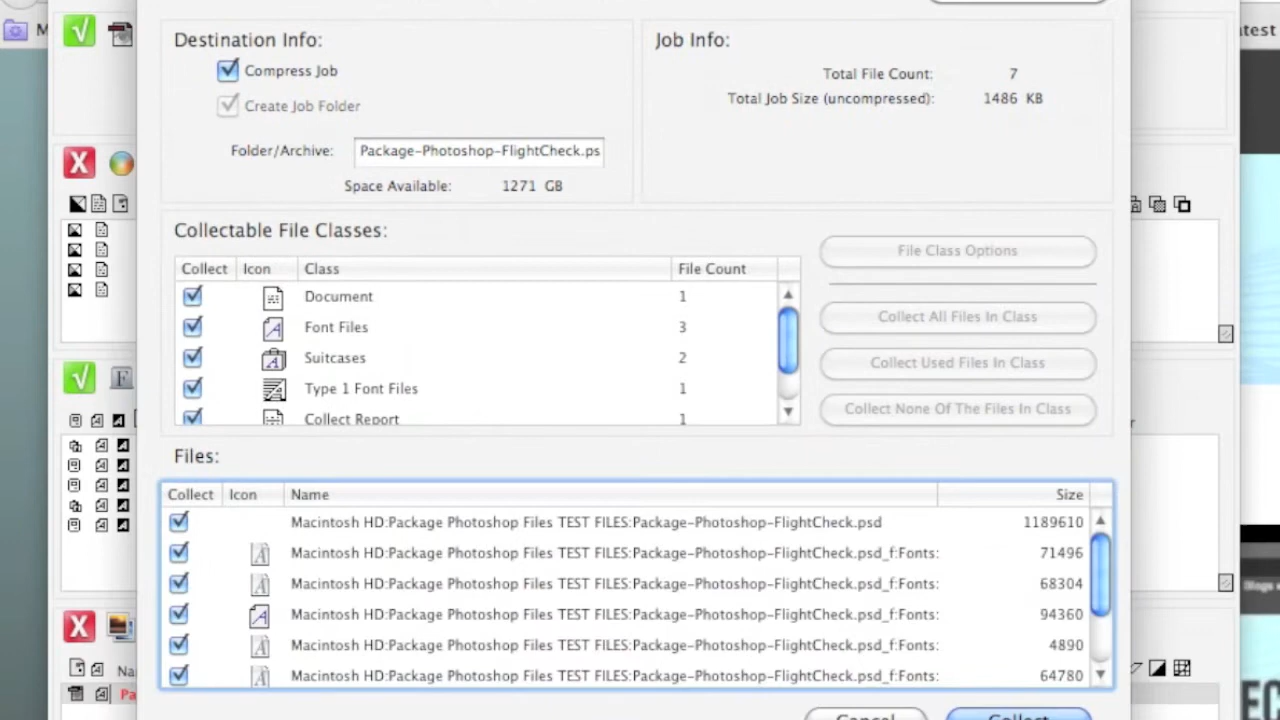 Destination Info:
Job Info:
Compress Job
Total File Count: 7
Create Job Folder
Total Job Size (uncompressed): 1486 KB
Folder/Archive: Package-Photoshop-FlightCheck.ps
Space Available: 1271 GB
Collectable File Classes:
File Class Options
Collect Icon Class File Count
Document 1
Collect All Files In Class
Font Files 3
Suitcases 2
Collect Used Files In Class
Type 1 Font Files 1
Collect None Of The Files In Class
Collect Report 1
Files:
Collect Icon Name Size
Macintosh HD:Package Photoshop Files TEST FILES:Package-Photoshop-FlightCheck.psd 1189610
Macintosh HD:Package Photoshop Files TEST FILES:Package-Photoshop-FlightCheck.psd_f:Fonts: 71496
Macintosh HD:Package Photoshop Files TEST FILES:Package-Photoshop-FlightCheck.psd_f:Fonts: 68304
Macintosh HD:Package Photoshop Files TEST FILES:Package-Photoshop-FlightCheck.psd_f:Fonts: 94360
Macintosh HD:Package Photoshop Files TEST FILES:Package-Photoshop-FlightCheck.psd_f:Fonts: 4890
Macintosh HD:Package Photoshop Files TEST FILES:Package-Photoshop-FlightCheck.psd_f:Fonts: 64780
Cancel Collect